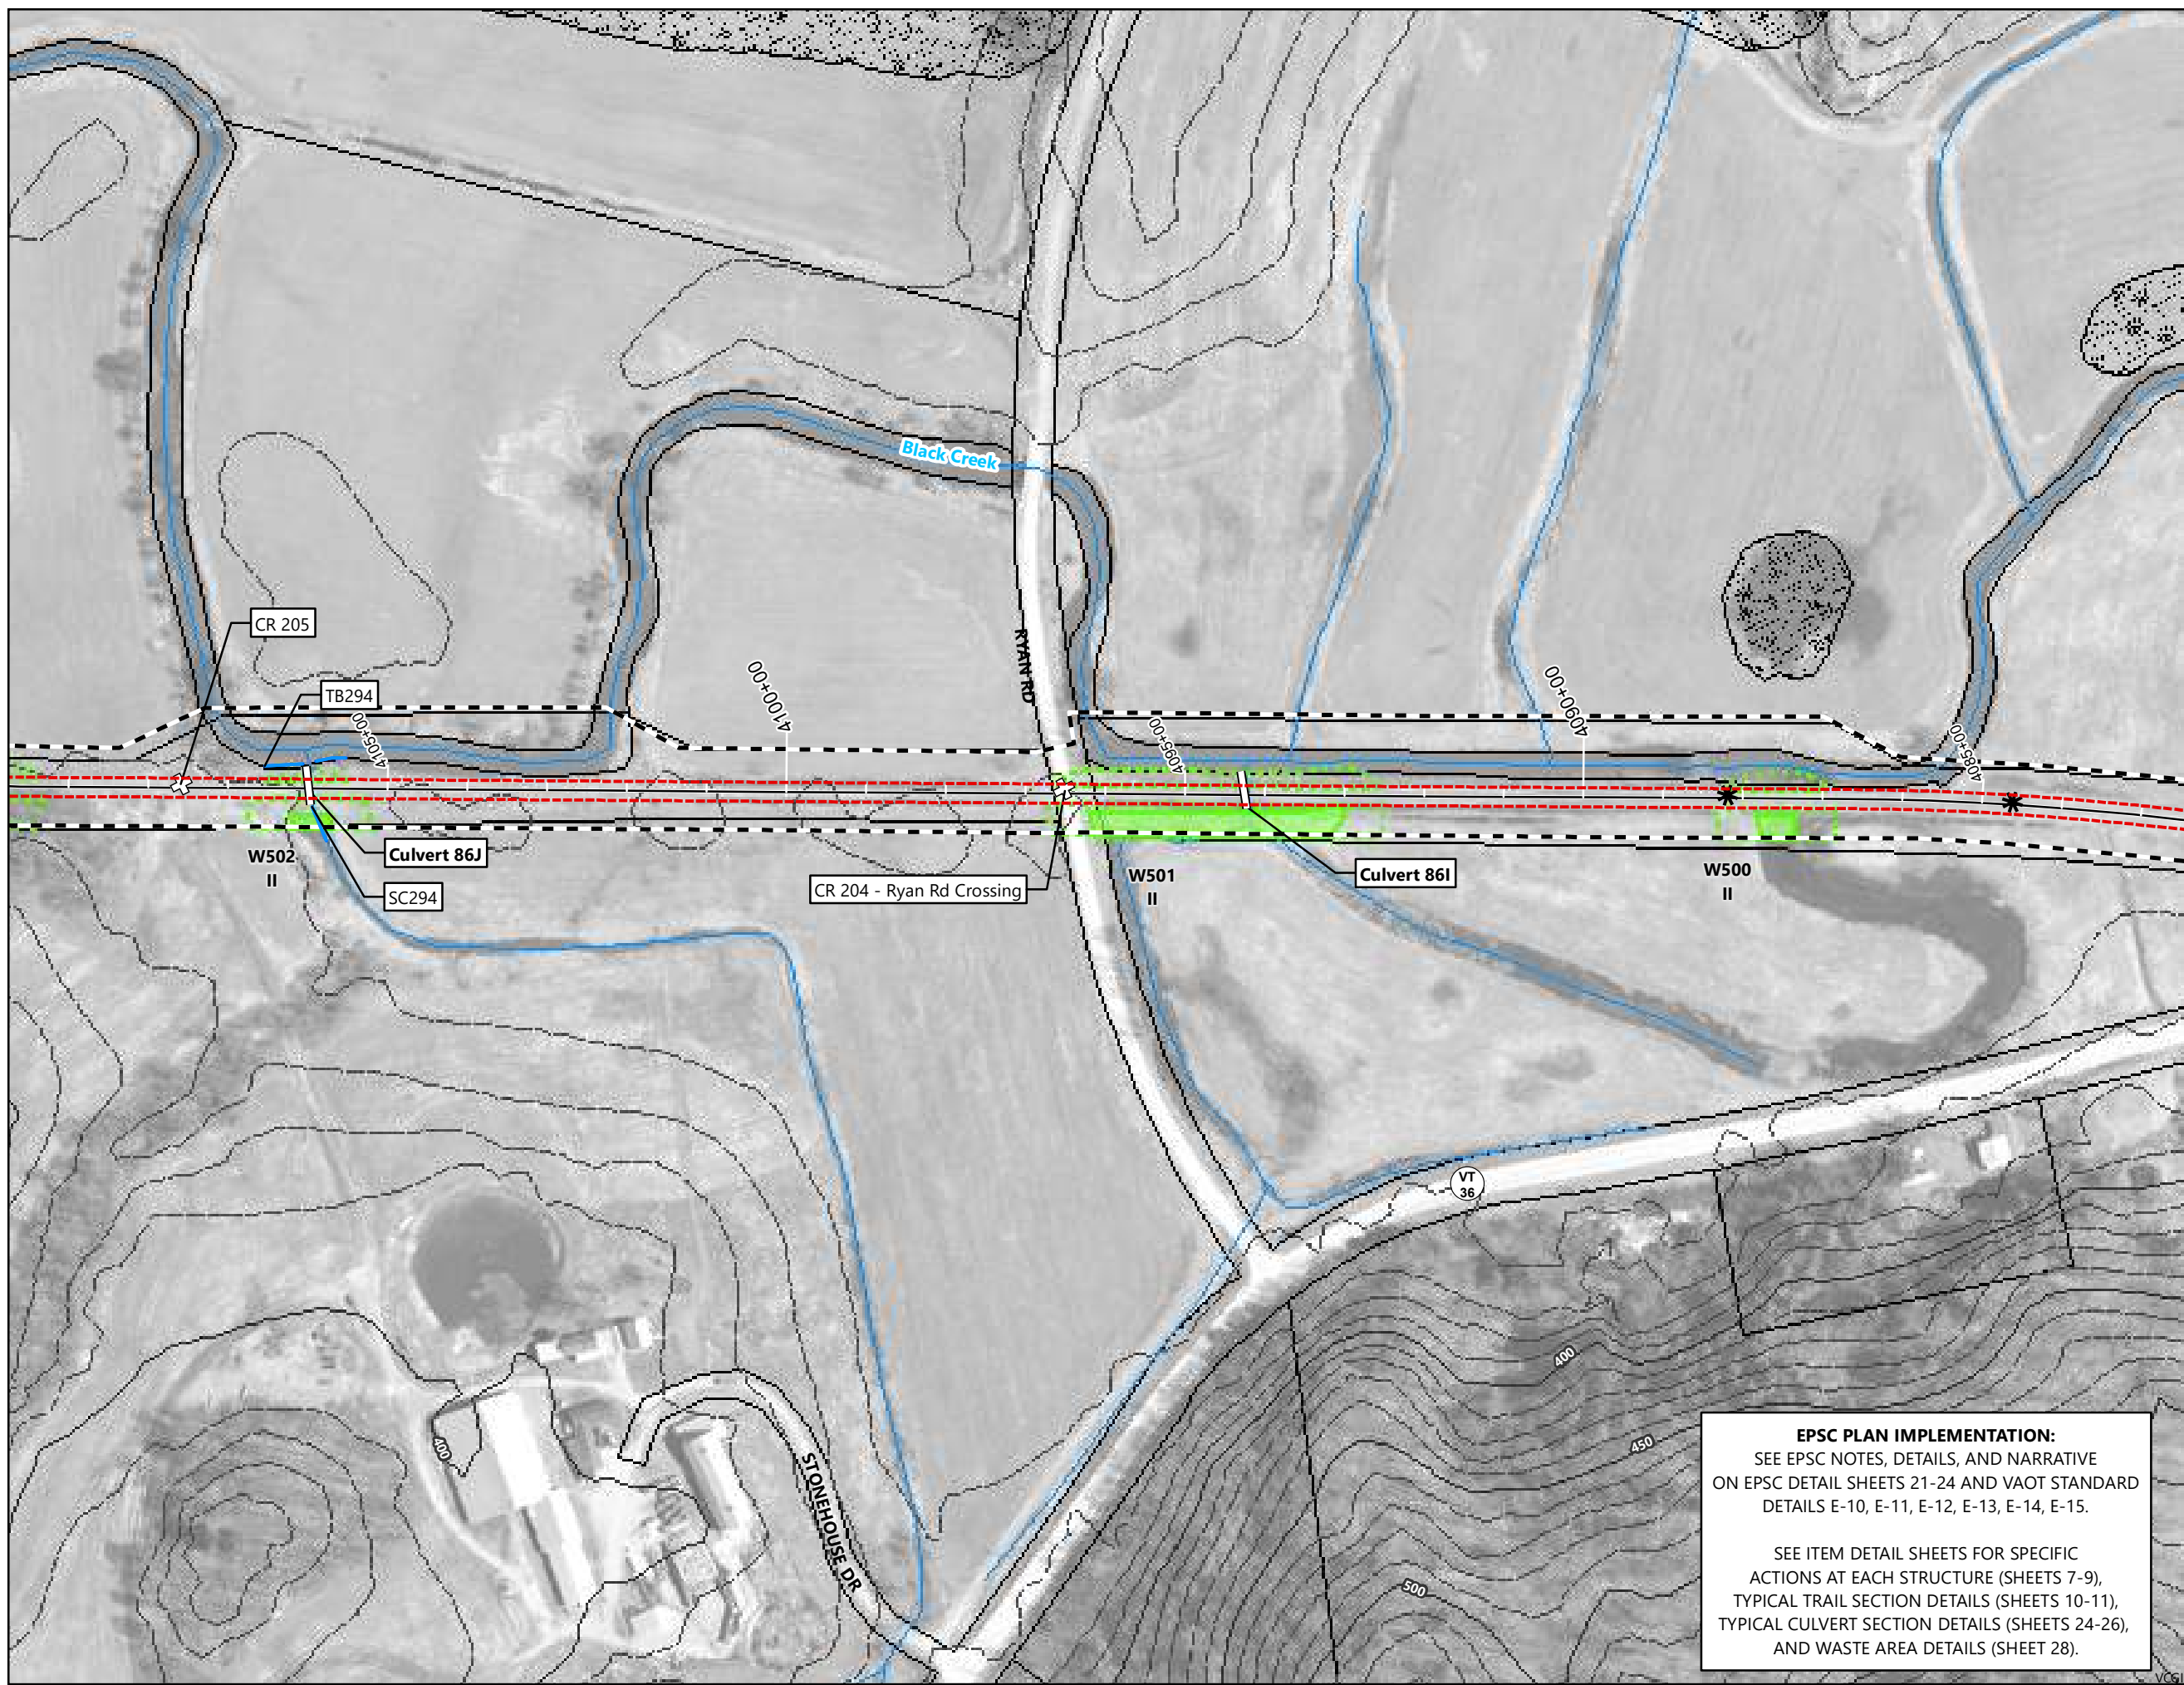 Black Creek
CR 205
TB294
4105+00
4100+00
RYAN RD
4095+00
4090+00
4085+00
W502
II
Culvert 86J
SC294
CR 204 - Ryan Rd Crossing
W501
II
Culvert 86I
W500
II
VT
36
400
450
500
400
STONEHOUSE DR
EPSC PLAN IMPLEMENTATION:
SEE EPSC NOTES, DETAILS, AND NARRATIVE
ON EPSC DETAIL SHEETS 21-24 AND VAOT STANDARD
DETAILS E-10, E-11, E-12, E-13, E-14, E-15.
SEE ITEM DETAIL SHEETS FOR SPECIFIC
ACTIONS AT EACH STRUCTURE (SHEETS 7-9),
TYPICAL TRAIL SECTION DETAILS (SHEETS 10-11),
TYPICAL CULVERT SECTION DETAILS (SHEETS 24-26),
AND WASTE AREA DETAILS (SHEET 28).
VCGI